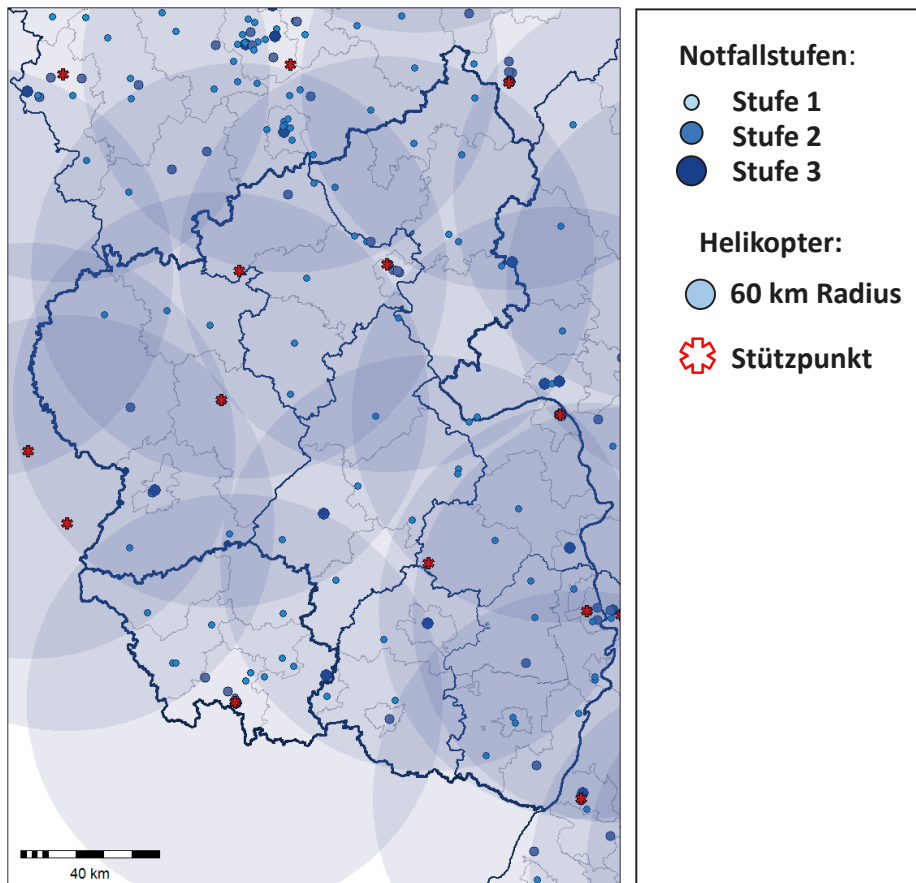 Notfallstufen:
Stufe 1
Stufe 2
Stufe 3
Helikopter:
60 km Radius
Stützpunkt
40 km